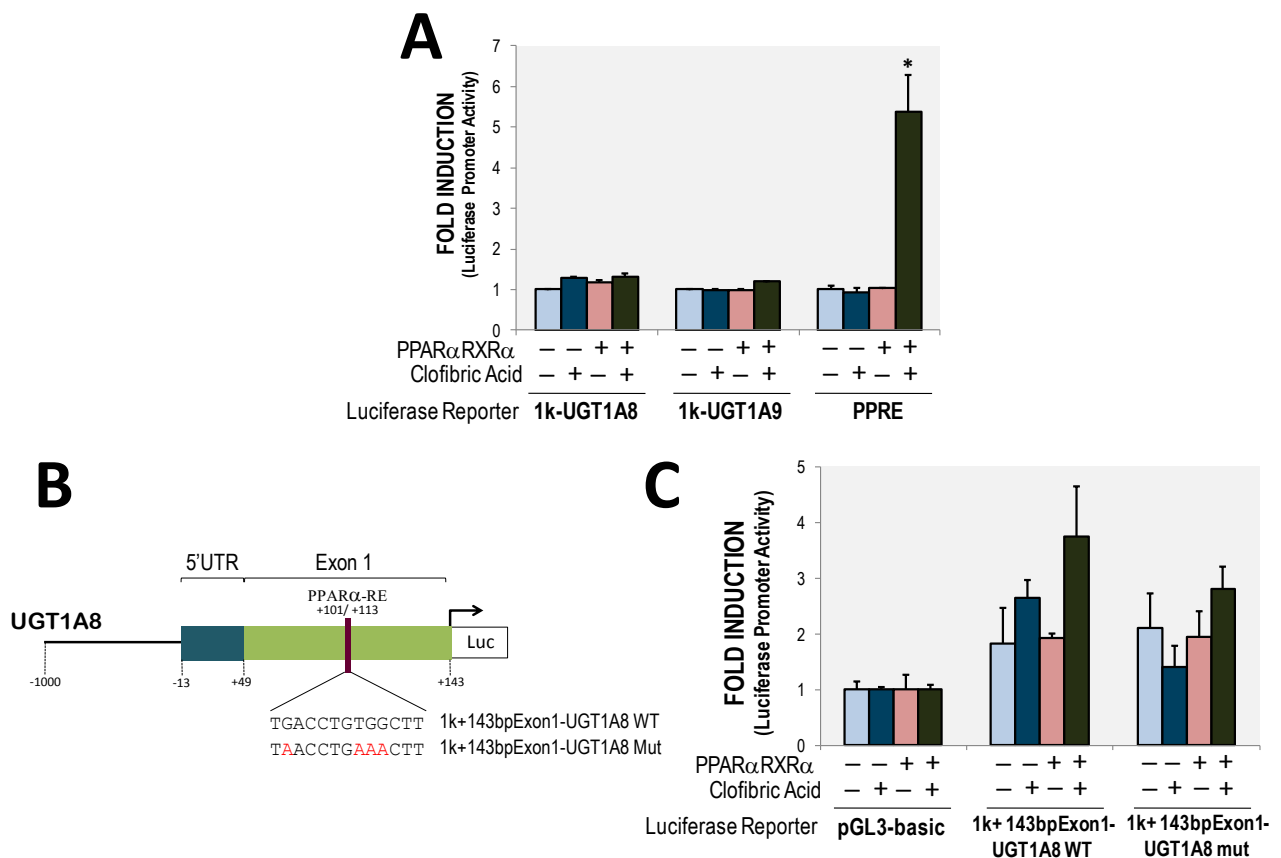 A
FOLD INDUCTION
(Luciferase Promoter Activity)
7
6
5
4
3
2
1
0
*
PPARαRXRα – – + + – – + + – – + +
Clofibric Acid – + – + – + – + – + – +
Luciferase Reporter 1k-UGT1A8 1k-UGT1A9 PPRE
B
5'UTR Exon 1
PPARα-RE
+101/ +113
UGT1A8
Luc
-1000 -13 +49 +143
TGACCTGTGGCTT 1k+143bpExon1-UGT1A8 WT
TAACCTGAAACTT 1k+143bpExon1-UGT1A8 Mut
C
FOLD INDUCTION
(Luciferase Promoter Activity)
5
4
3
2
1
0
PPARαRXRα – – + + – – + + – – + +
Clofibric Acid – + – + – + – + – + – +
Luciferase Reporter pGL3-basic 1k+ 143bpExon1- 1k+ 143bpExon1-
UGT1A8 WT UGT1A8 mut